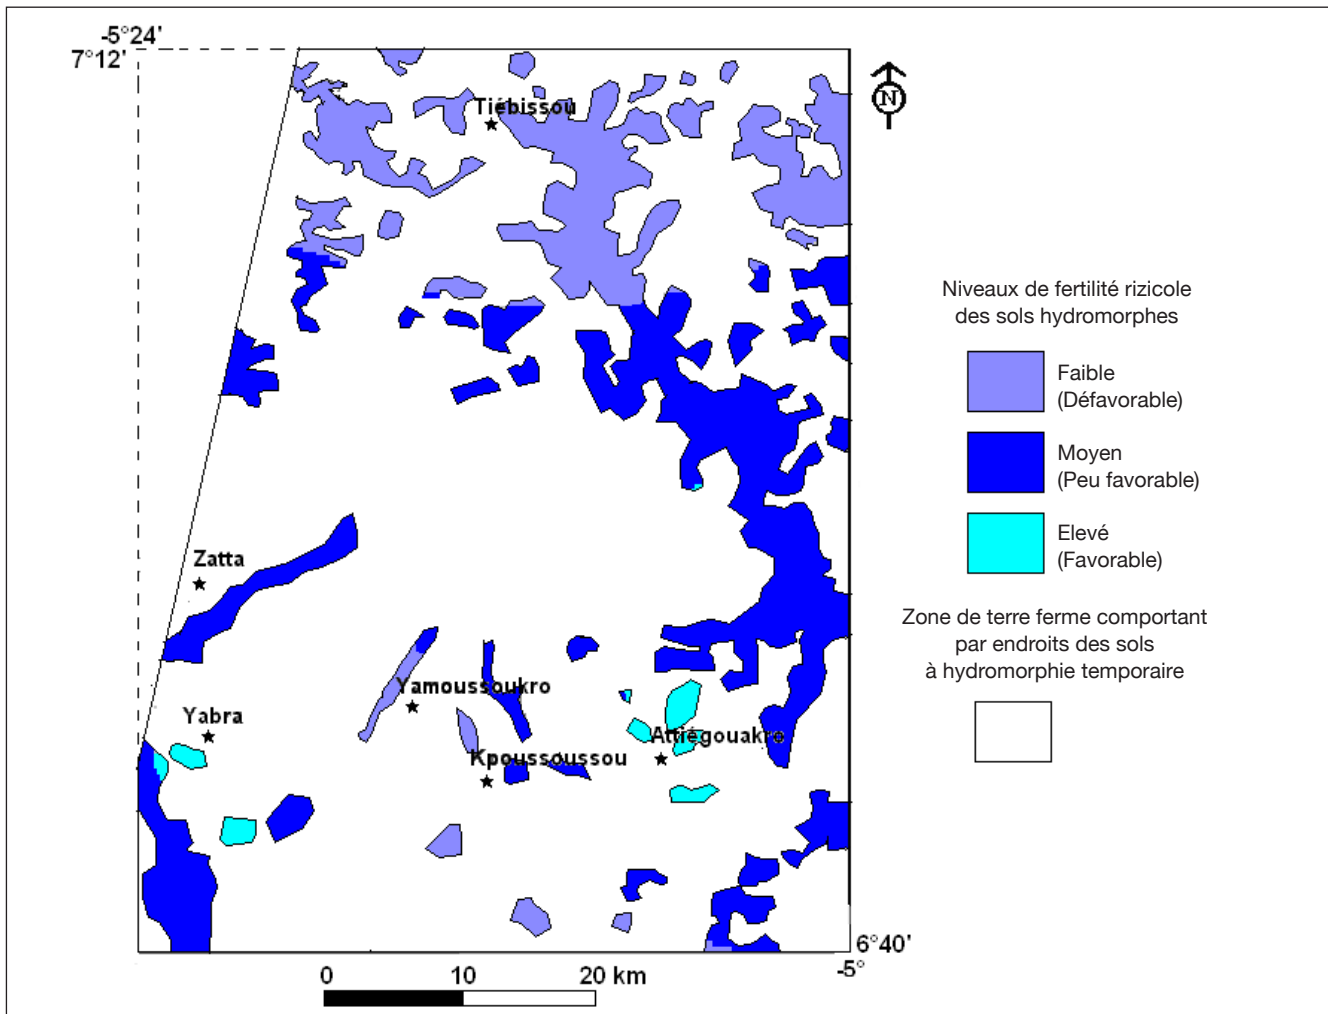 -5°24'
7°12'
N
Tiébissou
Zatta
Yamoussoukro
Yabra
Attiégouakro
Kpoussoussou
6°40'
-5°
0 10 20 km
Niveaux de fertilité rizicole
des sols hydromorphes
Faible
(Défavorable)
Moyen
(Peu favorable)
Elevé
(Favorable)
Zone de terre ferme comportant
par endroits des sols
à hydromorphie temporaire